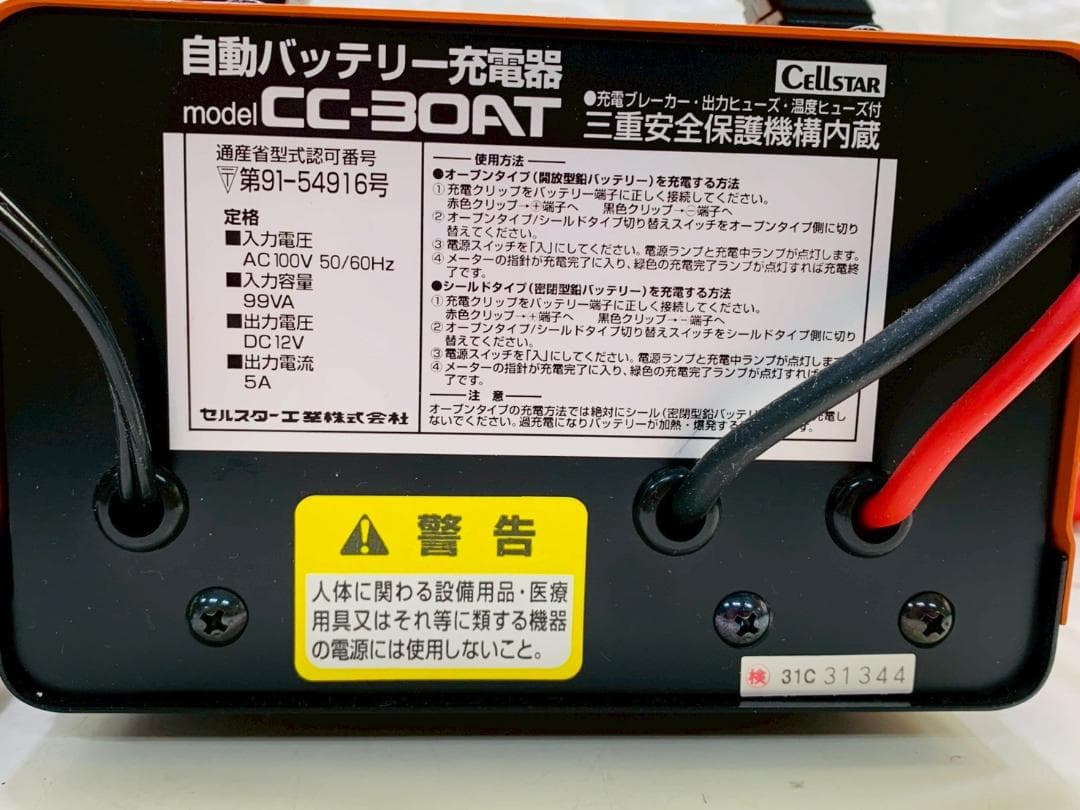 自動バッテリー充電器
model CC-30AT
CELLSTAR
●充電ブレーカー・出力ヒューズ・温度ヒューズ付
三重安全保護機構内蔵
通産省型式認可番号
第91-54916号
定格
■入力電圧
AC100V 50/60Hz
■入力容量
99VA
■出力電圧
DC12V
■出力電流
5A
セルスター工業株式会社
使用方法
●オープンタイプ(開放型鉛バッテリー)を充電する方法
①充電クリップをバッテリー端子に正しく接続してください。
赤色クリップ→⊕端子へ 黒色クリップ→⊖端子へ
②オープンタイプ/シールドタイプ切り替えスイッチをオープンタイプ側に切り
替えてください。
③電源スイッチを「入」にしてください。電源ランプと充電中ランプが点灯します。
④メーターの指針が充電完了に入り、緑色の充電完了ランプが点灯すれば充電終
了です。
●シールドタイプ(密閉型鉛バッテリー)を充電する方法
①充電クリップをバッテリー端子に正しく接続してください。
赤色クリップ→+端子へ 黒色クリップ→-端子へ
②オープンタイプ/シールドタイプ切り替えスイッチをシールドタイプ側に切り
替えてください。
③電源スイッチを「入」にしてください。電源ランプと充電中ランプが点灯しま
④メーターの指針が充電完了に入り、緑色の充電完了ランプが点灯すれば
了です。
注意
オープンタイプの充電方法では絶対にシール(密閉型鉛バッテリ 充電し
ないでください。過充電になりバッテリーが加熱・爆発する す。
警告
人体に関わる設備用品・医療
用具又はそれ等に類する機器
の電源には使用しないこと。
検 31C 31344